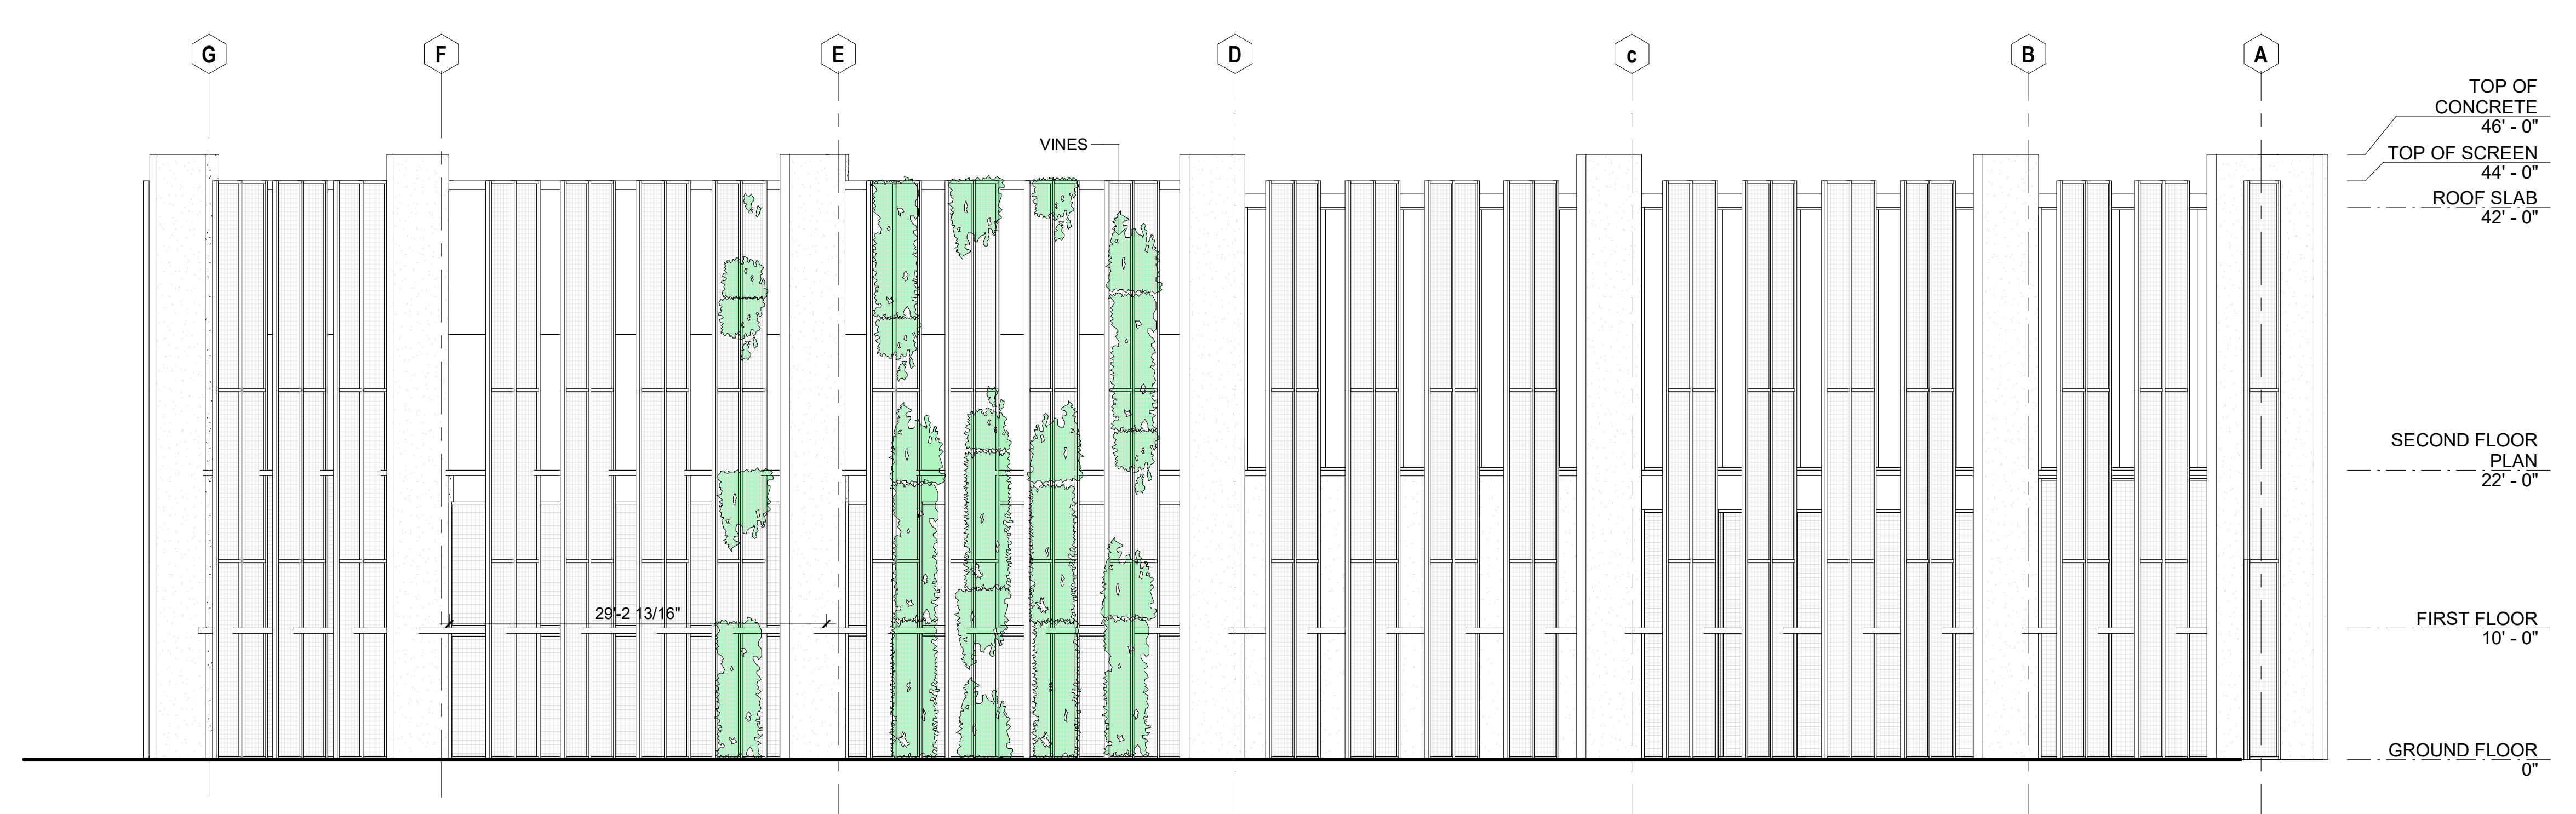 G F E D c B A
TOP OF
CONCRETE
46' - 0"
VINES
TOP OF SCREEN
44' - 0"
ROOF SLAB
42' - 0"
SECOND FLOOR
PLAN
22' - 0"
29'-2 13/16"
FIRST FLOOR
10' - 0"
GROUND FLOOR
0"